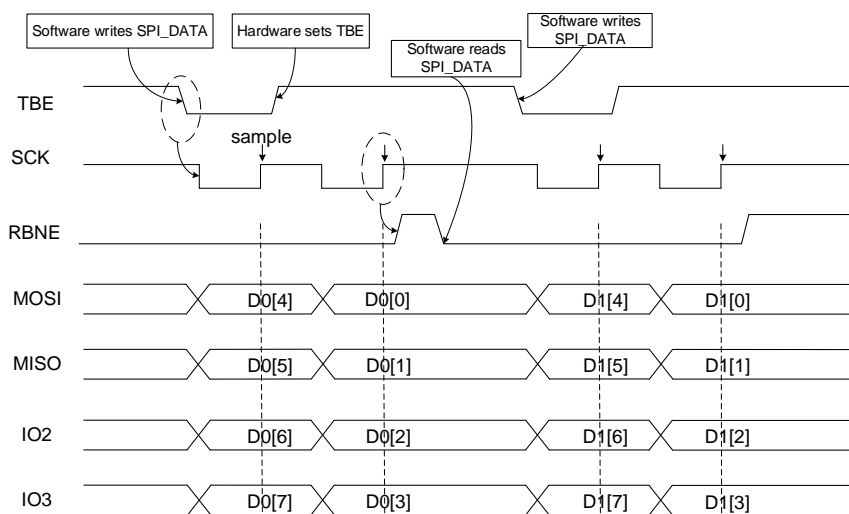 Software writes SPI_DATA
Hardware sets TBE
Software reads
SPI_DATA
Software writes
SPI_DATA
TBE
sample
SCK
RBNE
MOSI
D0[4]
D0[0]
D1[4]
D1[0]
MISO
D0[5]
D0[1]
D1[5]
D1[1]
IO2
D0[6]
D0[2]
D1[6]
D1[2]
IO3
D0[7]
D0[3]
D1[7]
D1[3]